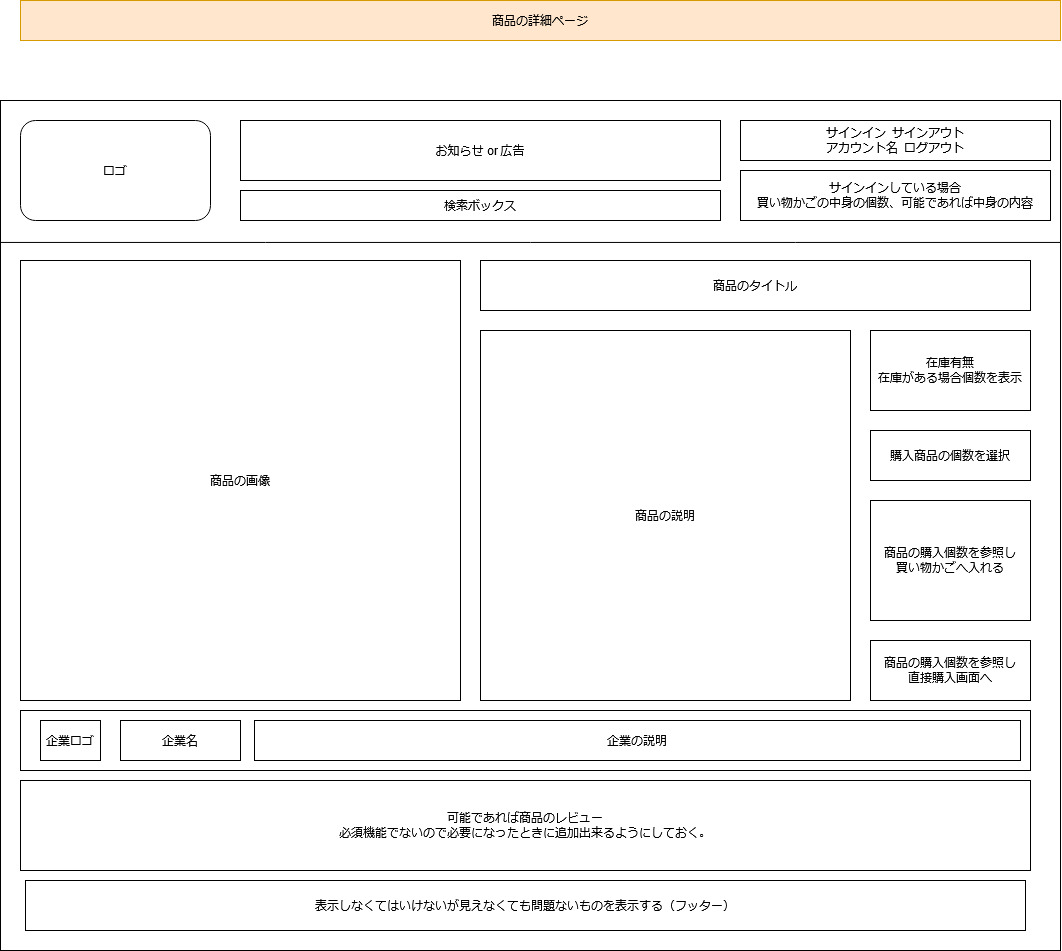 商品の詳細ページ
ロゴ
お知らせ or 広告
検索ボックス
サインイン サインアウト
アカウント名 ログアウト
サインインしている場合
買い物かごの中身の個数、可能であれば中身の内容
商品の画像
商品のタイトル
商品の説明
在庫有無
在庫がある場合個数を表示
購入商品の個数を選択
商品の購入個数を参照し
買い物かごへ入れる
商品の購入個数を参照し
直接購入画面へ
企業ロゴ
企業名
企業の説明
可能であれば商品のレビュー
必須機能でないので必要になったときに追加出来るようにしておく。
表示しなくてはいけないが見えなくても問題ないものを表示する（フッター）